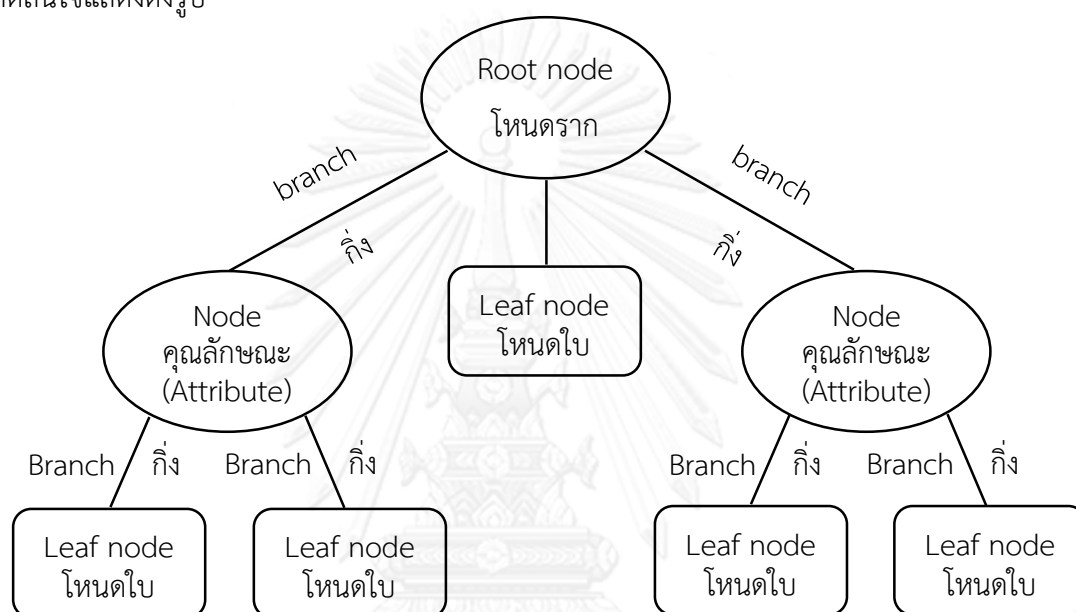 Root node
โหนดราก
branch
branch
กิ่ง
กิ่ง
Leaf node
โหนดใบ
Node
คุณลักษณะ
(Attribute)
Node
คุณลักษณะ
(Attribute)
Branch กิ่ง Branch กิ่ง
Branch กิ่ง Branch กิ่ง
Leaf node
โหนดใบ
Leaf node
โหนดใบ
Leaf node
โหนดใบ
Leaf node
โหนดใบ